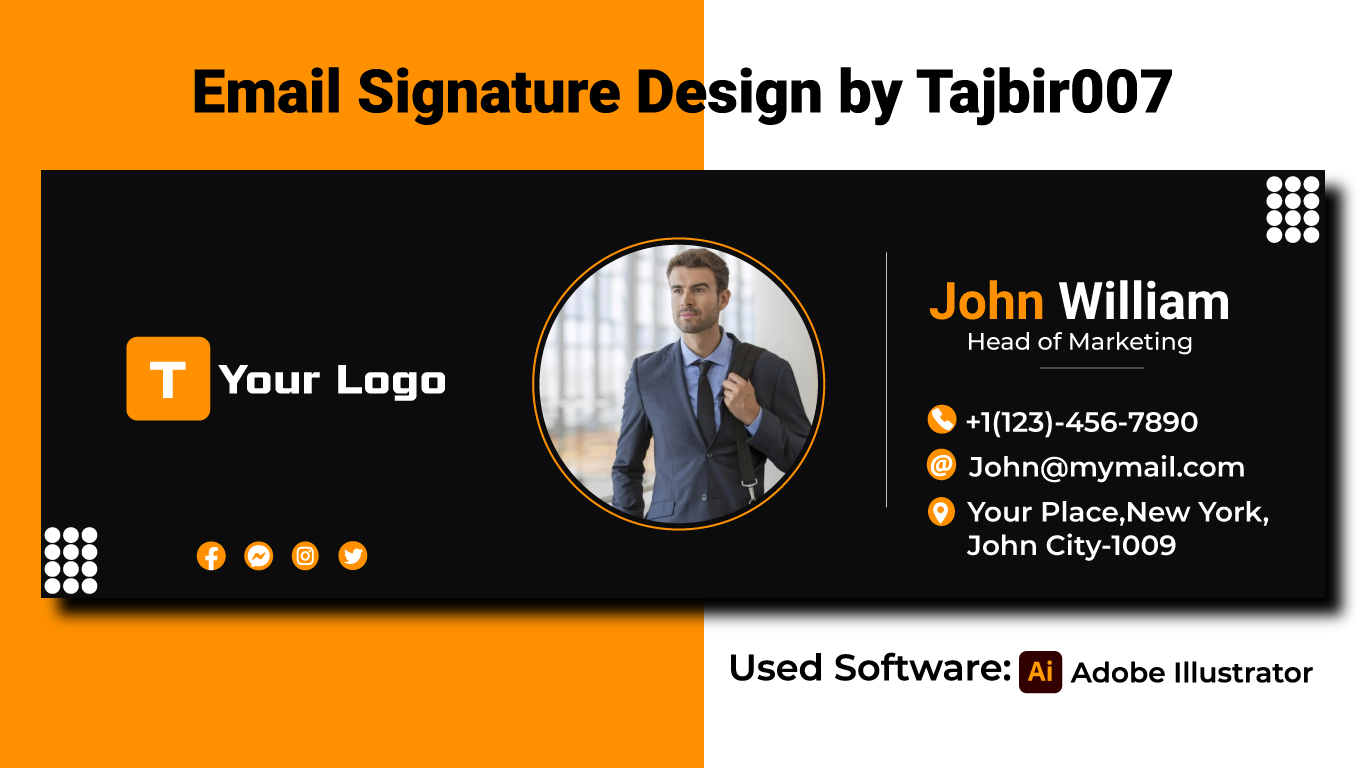 Email Signature Design by Tajbir007
T Your Logo
John William
Head of Marketing
+1(123)-456-7890
@ John@mymail.com
Your Place,New York,
John City-1009
Used Software: Ai Adobe Illustrator